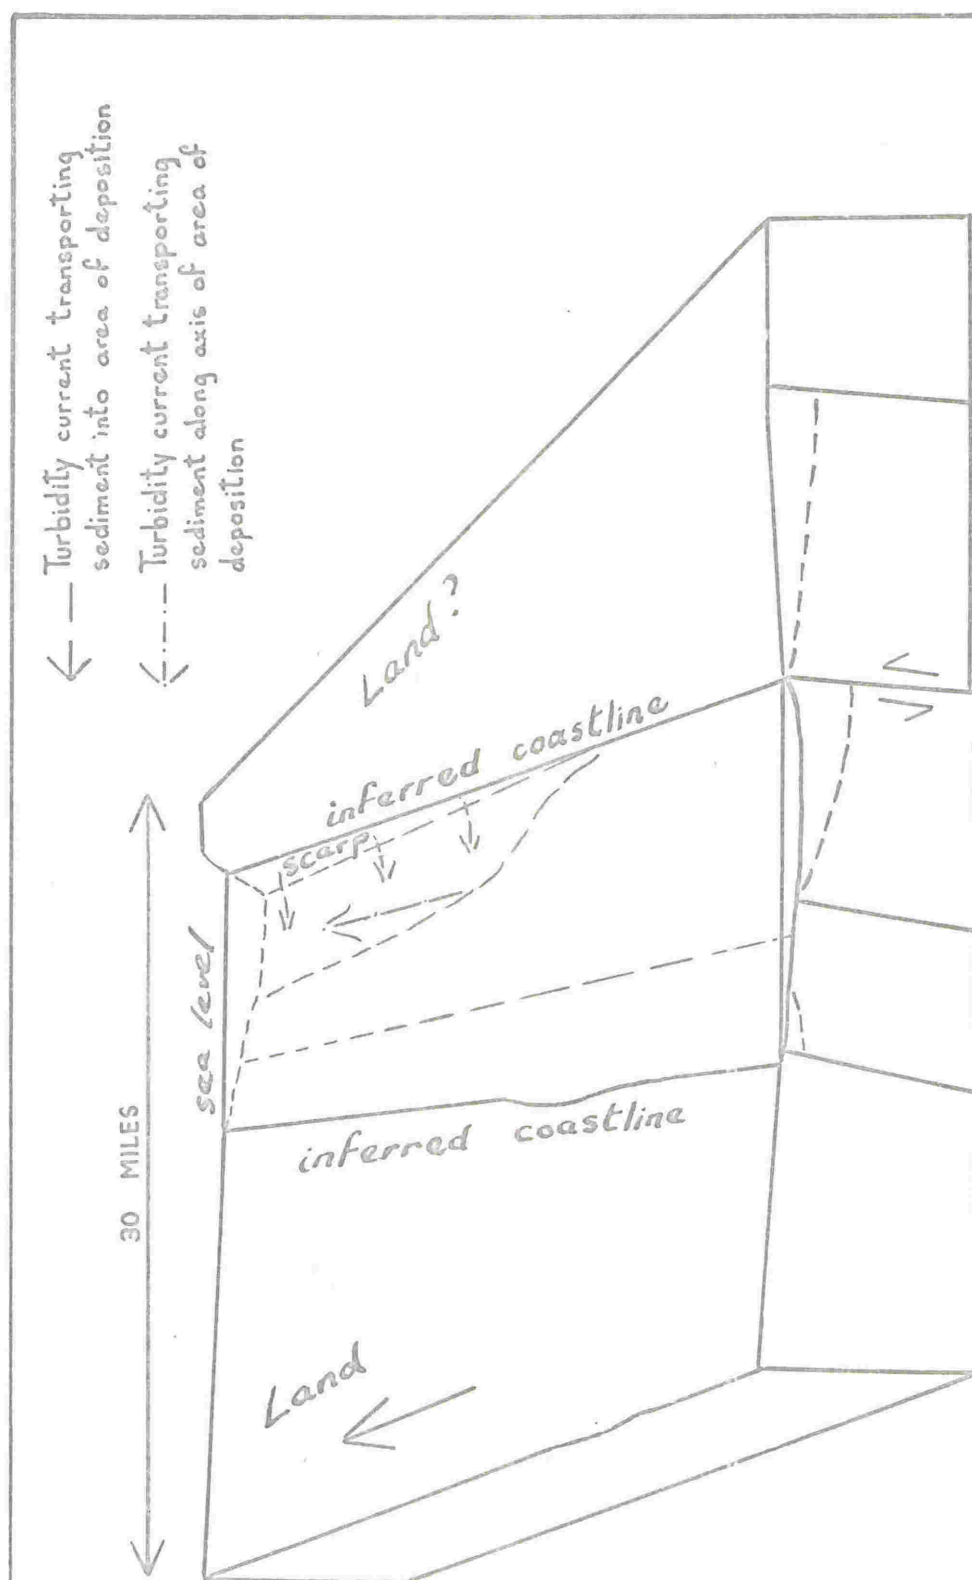 Turbidity current transporting
sediment into area of deposition
Turbidity current transporting
sediment along axis of area of
deposition
Land?
inferred coastline
scarp
sea level
30 MILES
inferred coastline
Land